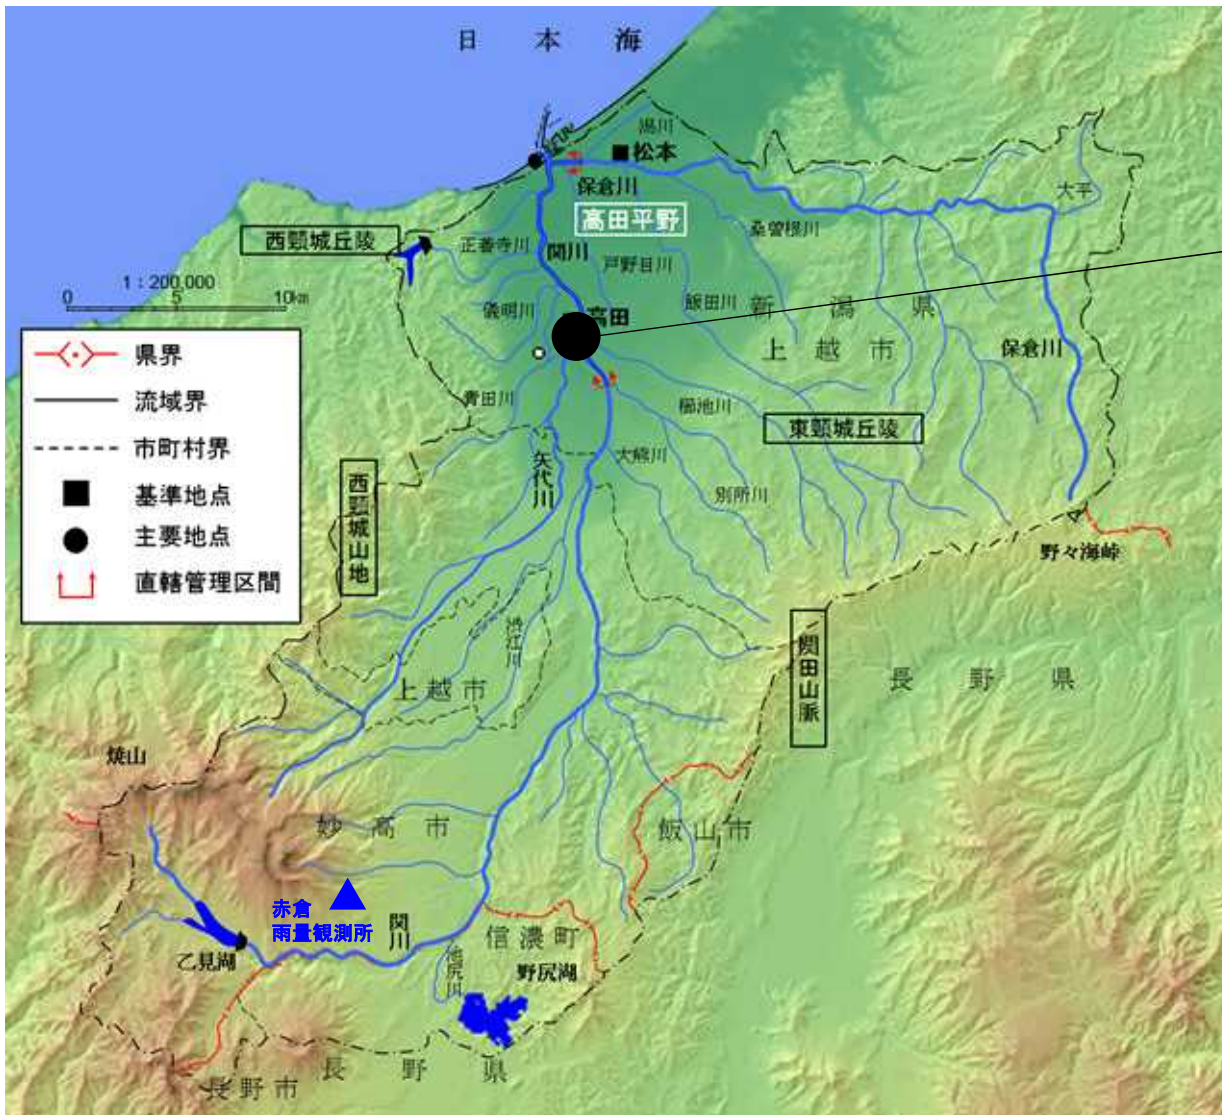 日本海
潟川
松本
保倉川
大平
高田平野
西頸城丘陵
正善寺川
関川
桑曽根川
戸野目川
1：200,000
0 5 10km
儀明川
高田
飯田川
新潟県
上越市
保倉川
県界
流域界
市町村界
基準地点
主要地点
直轄管理区間
青田川
櫛池川
東頸城丘陵
矢代川
大熊川
別所川
西頸城山地
野々海峠
渋江川
関田山脈
長野県
上越市
焼山
妙高市
飯山市
赤倉
雨量観測所
関川
信濃町
乙見湖
池尻川
野尻湖
長野県
長野市